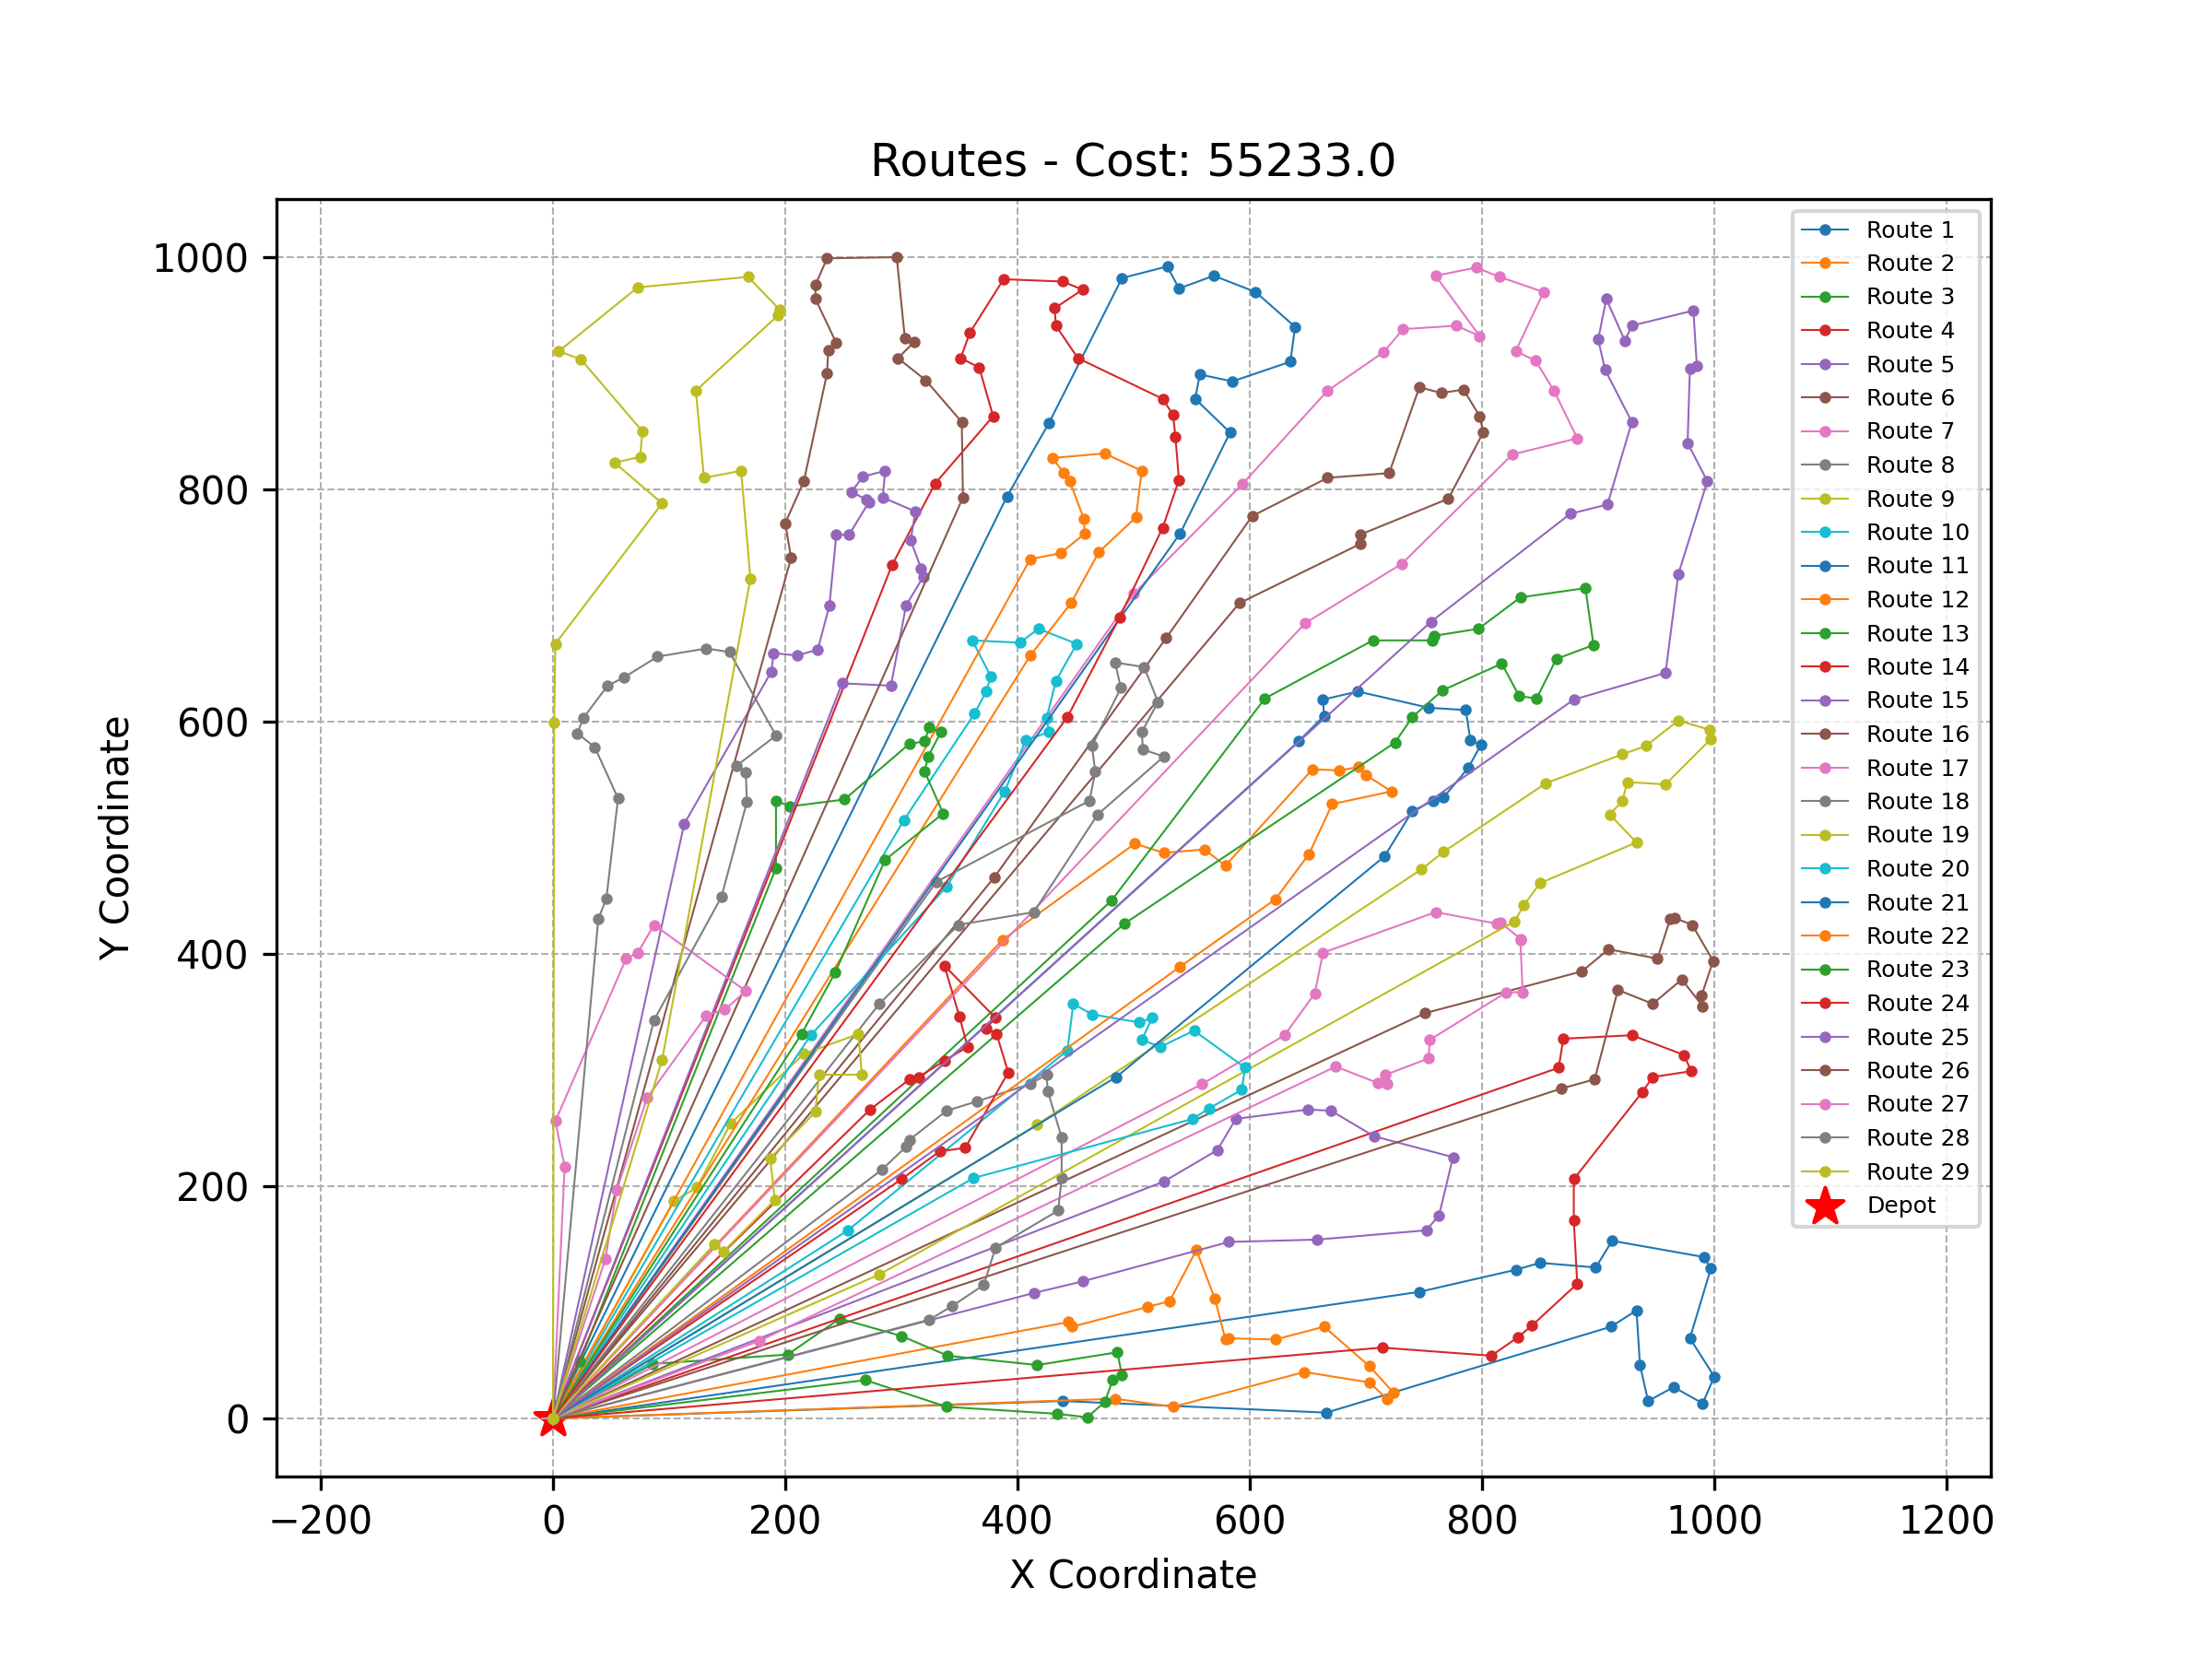 Routes - Cost: 55233.0
Y Coordinate
1000
800
600
400
200
0
−200
0
200
400
600
800
1000
1200
X Coordinate
Route 1
Route 2
Route 3
Route 4
Route 5
Route 6
Route 7
Route 8
Route 9
Route 10
Route 11
Route 12
Route 13
Route 14
Route 15
Route 16
Route 17
Route 18
Route 19
Route 20
Route 21
Route 22
Route 23
Route 24
Route 25
Route 26
Route 27
Route 28
Route 29
Depot